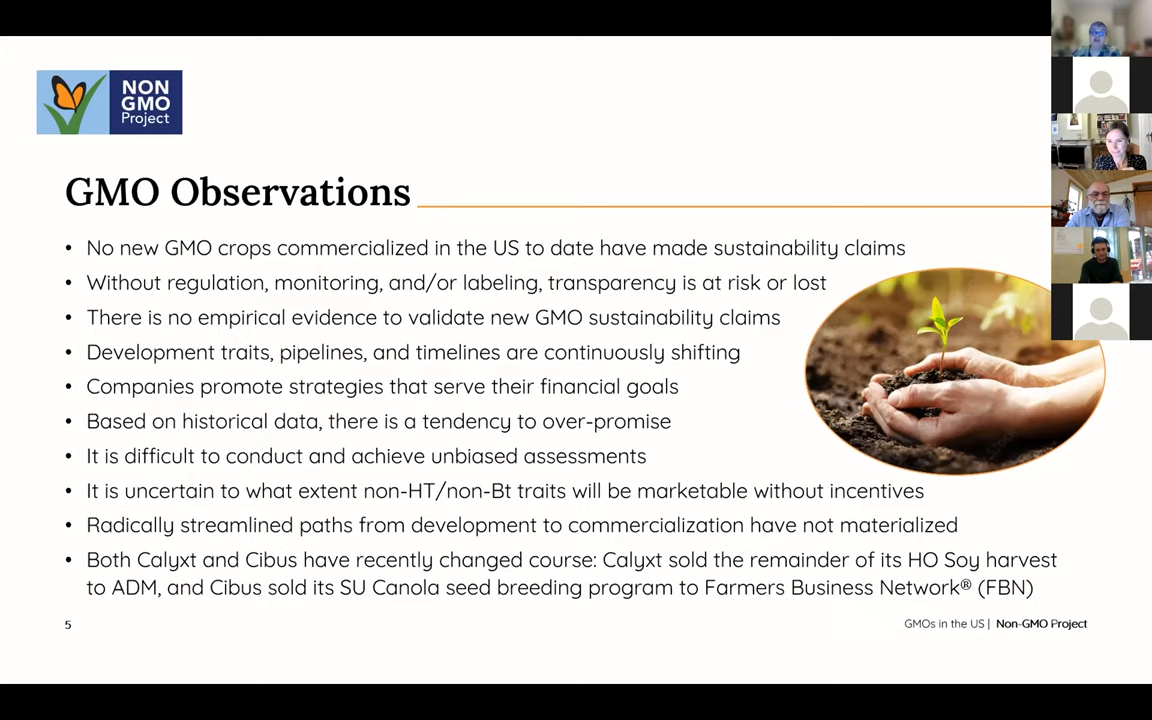 NON
GMO
Project
GMO Observations
• No new GMO crops commercialized in the US to date have made sustainability claims
• Without regulation, monitoring, and/or labeling, transparency is at risk or lost
• There is no empirical evidence to validate new GMO sustainability claims
• Development traits, pipelines, and timelines are continuously shifting
• Companies promote strategies that serve their financial goals
• Based on historical data, there is a tendency to over-promise
• It is difficult to conduct and achieve unbiased assessments
• It is uncertain to what extent non-HT/non-Bt traits will be marketable without incentives
• Radically streamlined paths from development to commercialization have not materialized
• Both Calyxt and Cibus have recently changed course: Calyxt sold the remainder of its HO Soy harvest
to ADM, and Cibus sold its SU Canola seed breeding program to Farmers Business Network® (FBN)
5
GMOs in the US | Non-GMO Project